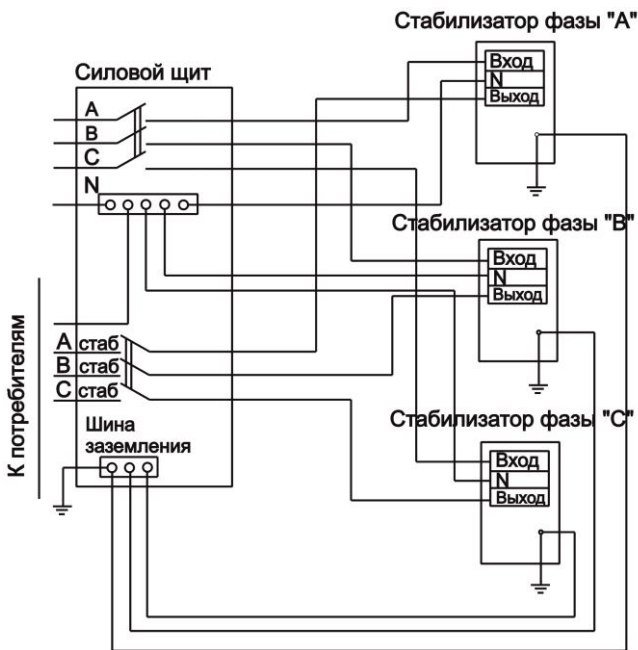 Стабилизатор фазы "А"
Вход
N
Выход
Силовой щит
А
В
С
N
Стабилизатор фазы "В"
Вход
N
Выход
К потребителям
А стаб
В стаб
С стаб
Шина
заземления
Стабилизатор фазы "С"
Вход
N
Выход